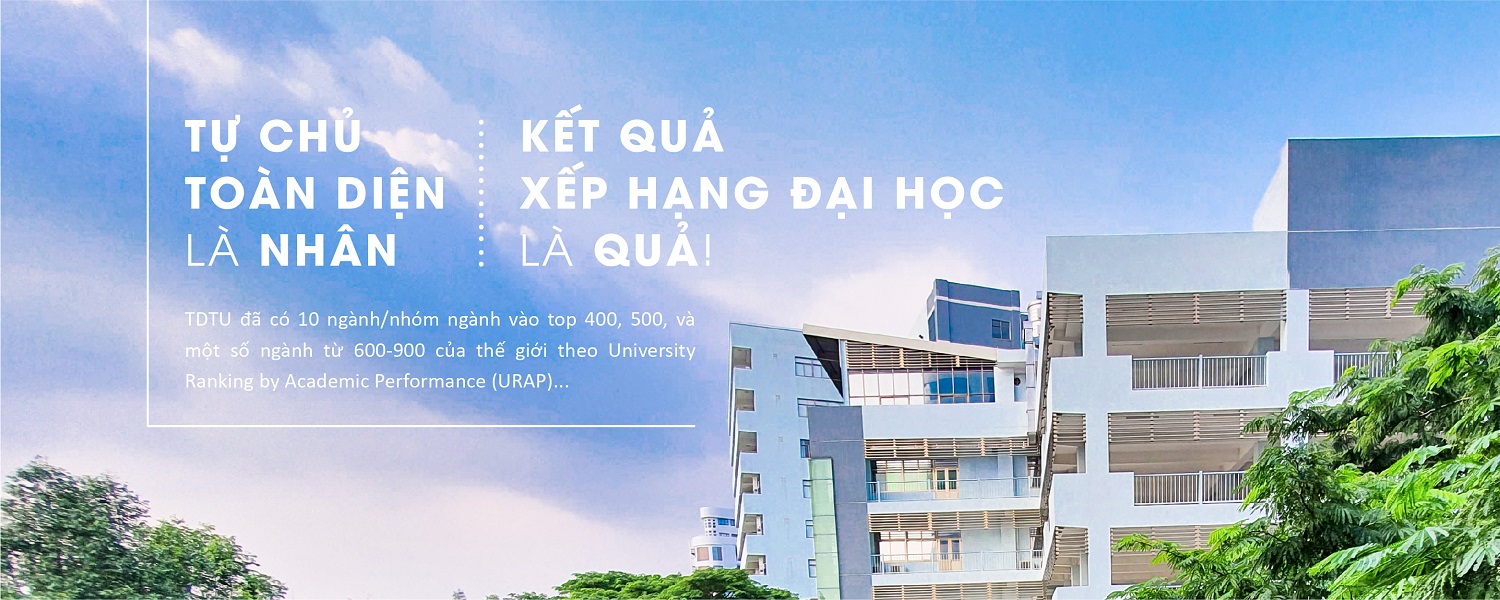 TỰ CHỦ
TOÀN DIỆN
LÀ NHÂN
KẾT QUẢ
XẾP HẠNG ĐẠI HỌC
LÀ QUẢ!
TDTU đã có 10 ngành/nhóm ngành vào top 400, 500, và
một số ngành từ 600-900 của thế giới theo University
Ranking by Academic Performance (URAP)...